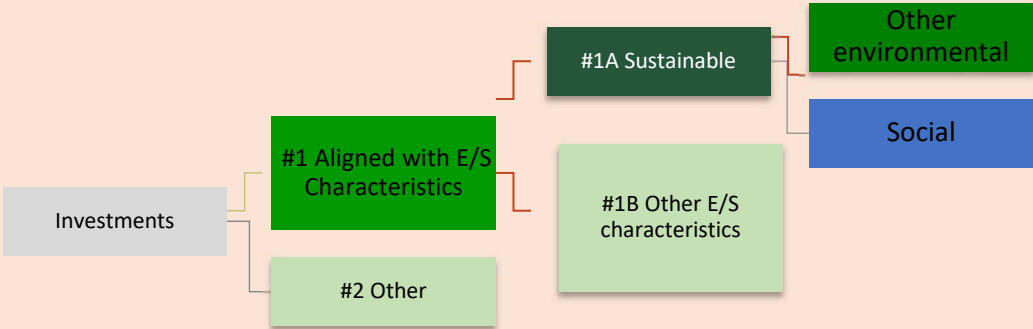 Other
environmental
#1A Sustainable
Social
#1 Aligned with E/S
Characteristics
#1B Other E/S
characteristics
Investments
#2 Other